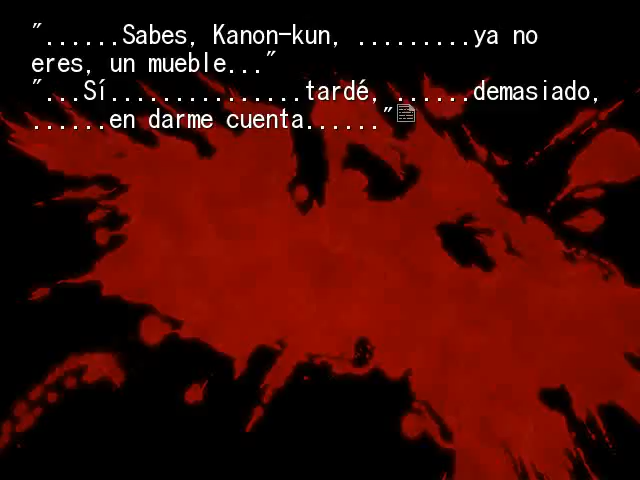 "......Sabes, Kanon-kun, .........ya no
eres, un mueble..."
"...Sí...............tardé, ......demasiado,
......en darme cuenta......"